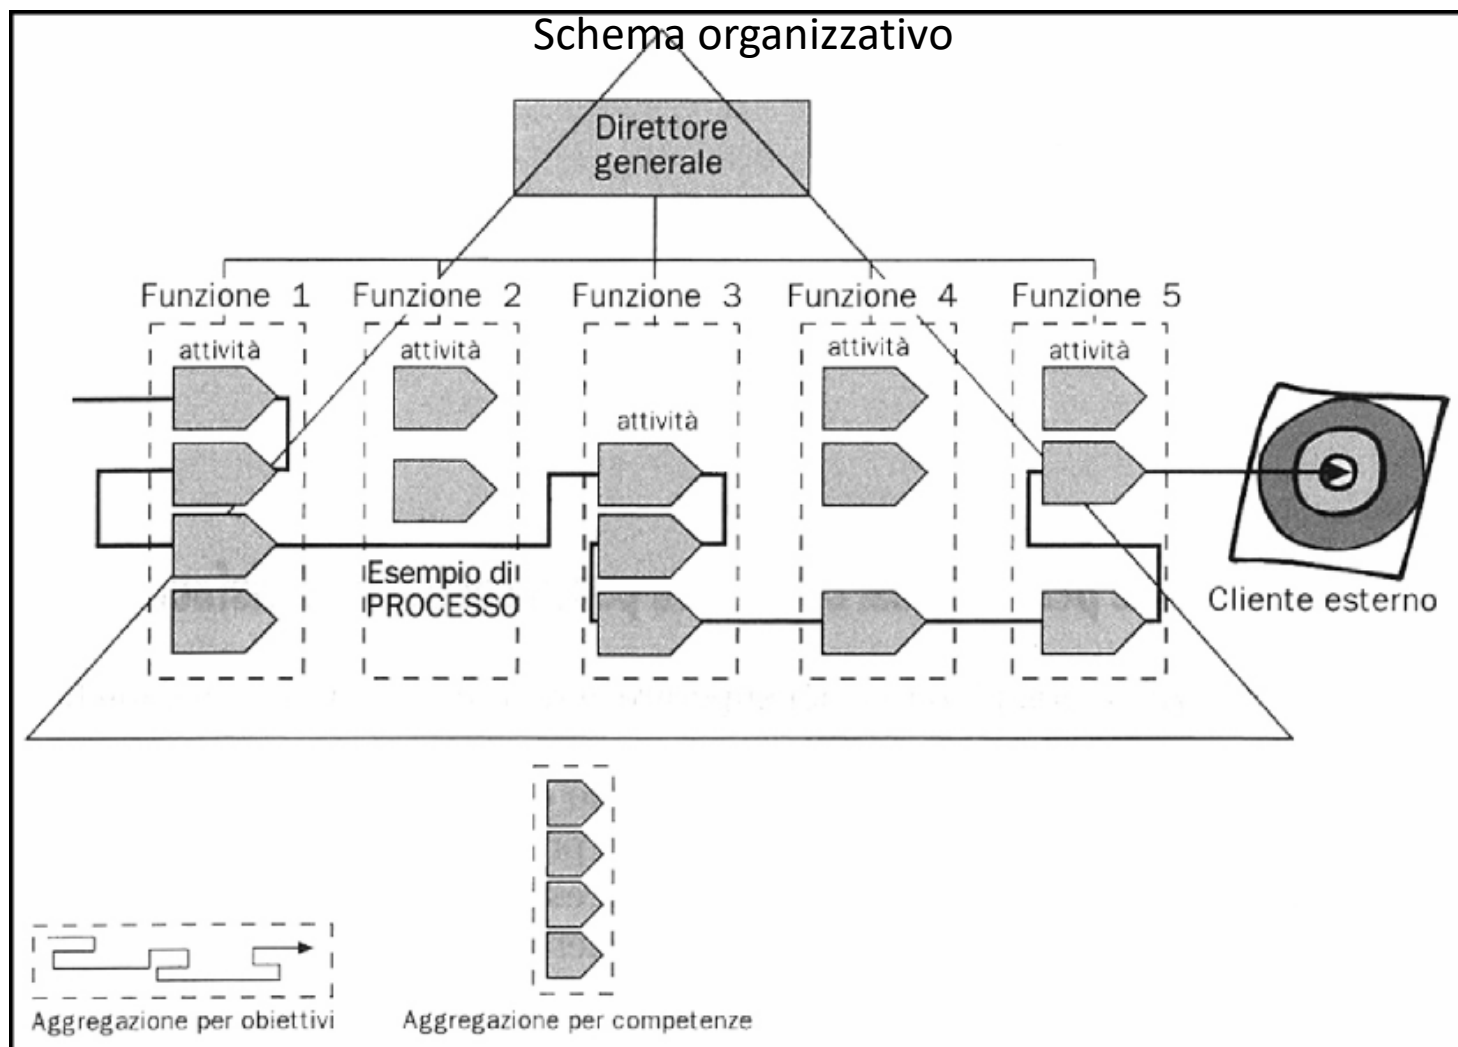 Schema organizzativo
Direttore
generale
Funzione 1
Funzione 2
Funzione 3
Funzione 4
Funzione 5
attività
attività
attività
attività
attività
Esempio di
PROCESSO
Cliente esterno
Aggregazione per obiettivi
Aggregazione per competenze